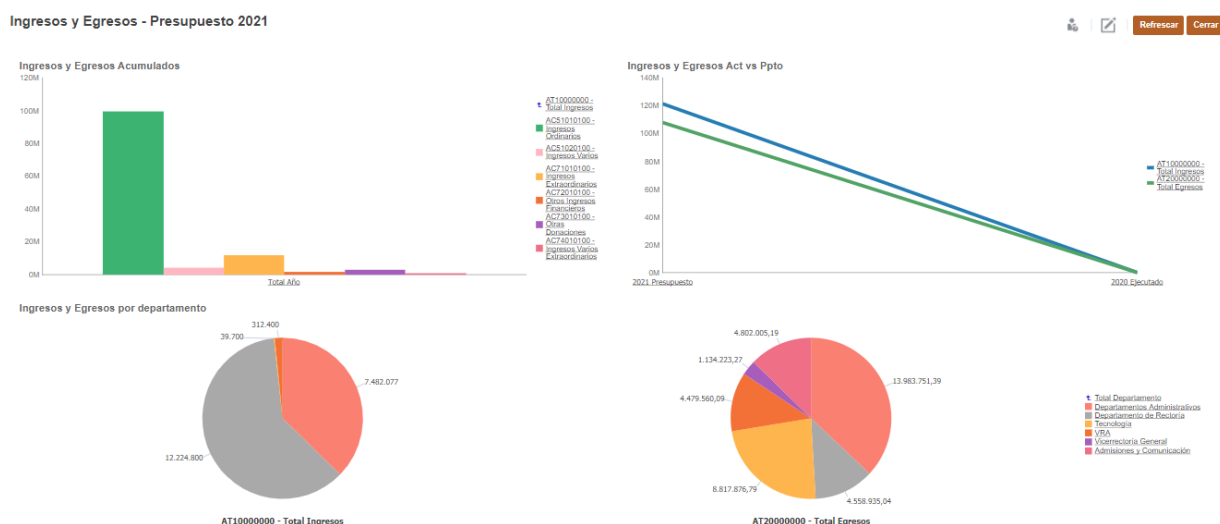 Ingresos y Egresos - Presupuesto 2021
Refrescar
Cerrar
Ingresos y Egresos Acumulados
120M
100M
80M
60M
40M
20M
0M
Total Año
AT10000000 -
Total Ingresos
AC51010100 -
Ingresos
Ordinarios
AC51020100 -
Ingresos Varios
AC71010100 -
Ingresos
Extraordinarios
AC72010100 -
Otros Ingresos
Financieros
AC73010100 -
Otras
Donaciones
AC74010100 -
Ingresos Varios
Extraordinarios
Ingresos y Egresos Act vs Ppto
140M
120M
100M
80M
60M
40M
20M
0M
2021 Presupuesto
2020 Ejecutado
AT10000000 -
Total Ingresos
AT20000000 -
Total Egresos
Ingresos y Egresos por departamento
312.400
39.700
7.482.077
12.224.800
AT10000000 - Total Ingresos
4.802.005,19
1.134.223,27
13.983.751,39
4.479.560,09
8.817.876,79
4.558.935,04
AT20000000 - Total Egresos
Total Departamento
Departamentos Administrativos
Departamento de Rectoría
Tecnología
VRA
Vicerrectoría General
Admisiones y Comunicación